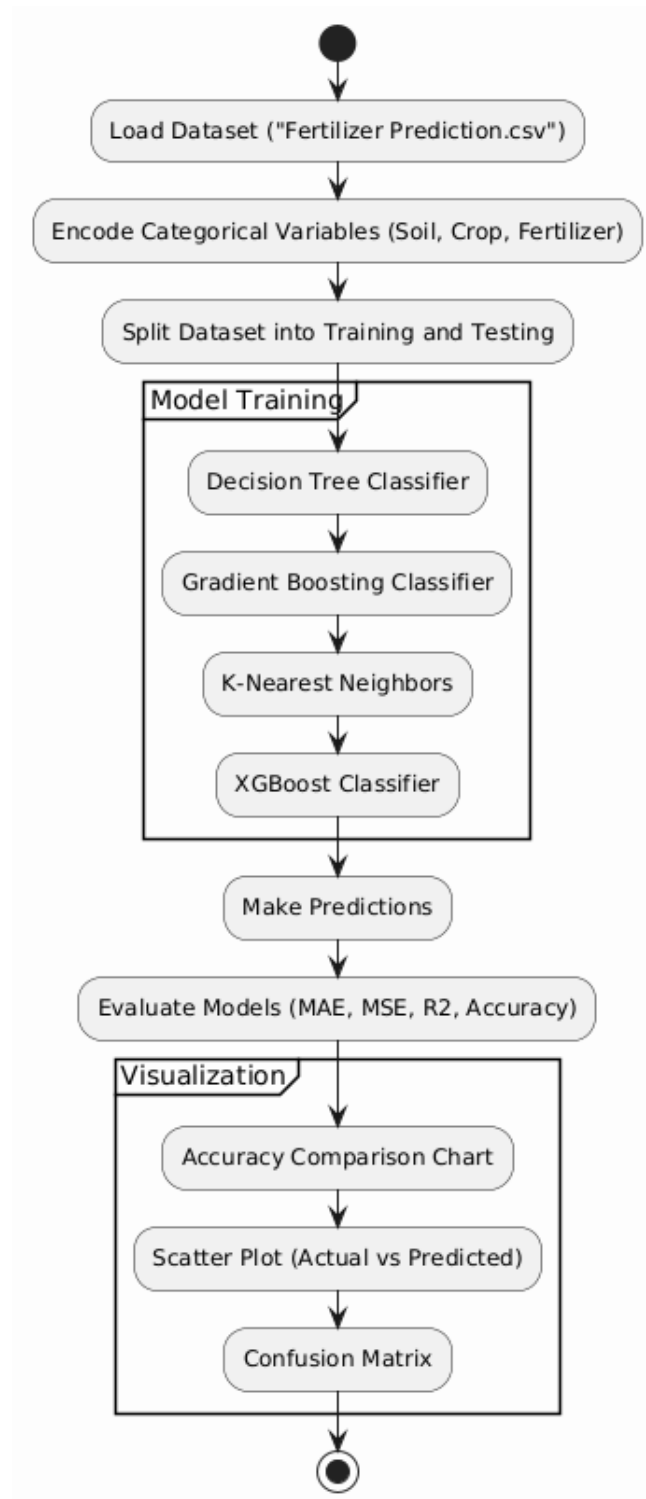 Load Dataset ("Fertilizer Prediction.csv")
Encode Categorical Variables (Soil, Crop, Fertilizer)
Split Dataset into Training and Testing
Model Training
Decision Tree Classifier
Gradient Boosting Classifier
K-Nearest Neighbors
XGBoost Classifier
Make Predictions
Evaluate Models (MAE, MSE, R2, Accuracy)
Visualization
Accuracy Comparison Chart
Scatter Plot (Actual vs Predicted)
Confusion Matrix